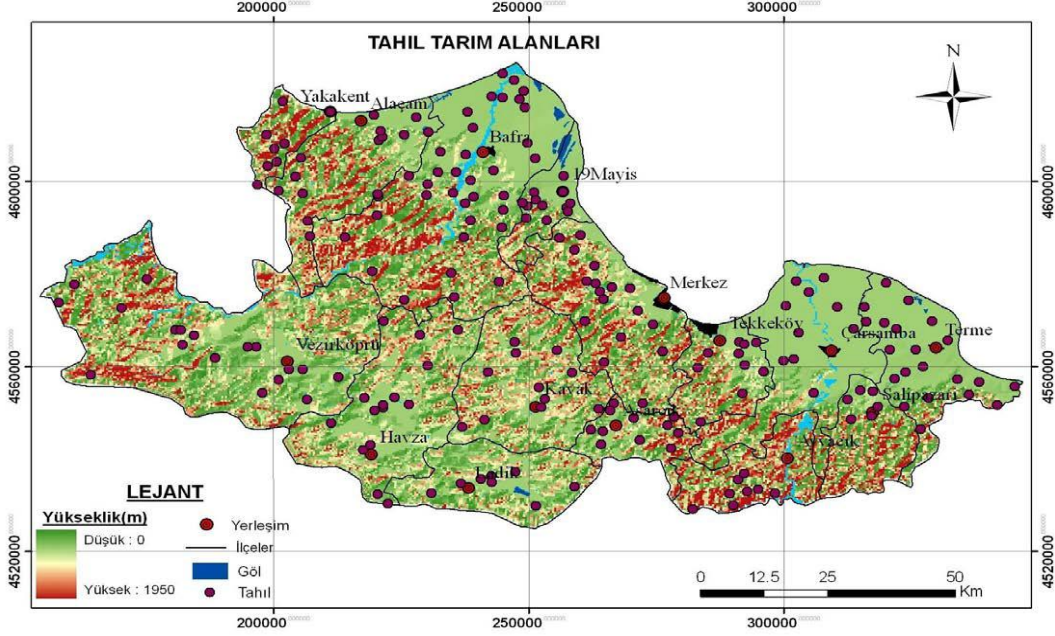 200000 250000 300000
TAHIL TARIM ALANLARI
N
Yakakent
Alaçam
Bafra
19Mayis
4600000
4600000
Merkez
Tekkeköy
Çarşamba
Terme
Vezirköprü
4560000
4560000
Kavak
Salıpazarı
Asarcık
Havza
Ayvacık
Ladik
LEJANT
Yükseklik(m)
Düşük : 0
Yüksek : 1950
Yerleşim
İlçeler
Göl
Tahıl
0 12.5 25 50
Km
4520000
4520000
200000 250000 300000